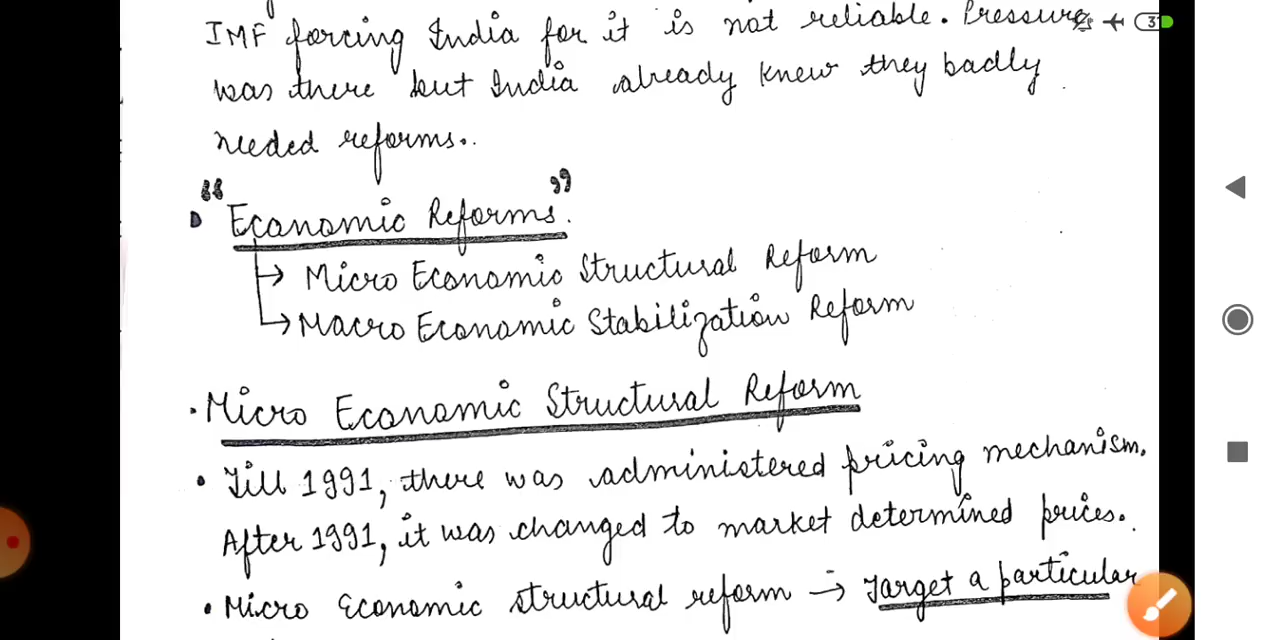 IMF forcing India for it is not reliable. Pressure
was there but India already knew they badly
needed reforms.
"Economic Reforms".
→ Micro Economic Structural Reform
→ Macro Economic Stabilization Reform
• Micro Economic Structural Reform
• Till 1991, there was administered pricing mechanism.
After 1991, it was changed to market determined prices.
• Micro Economic structural reform → Target a particular